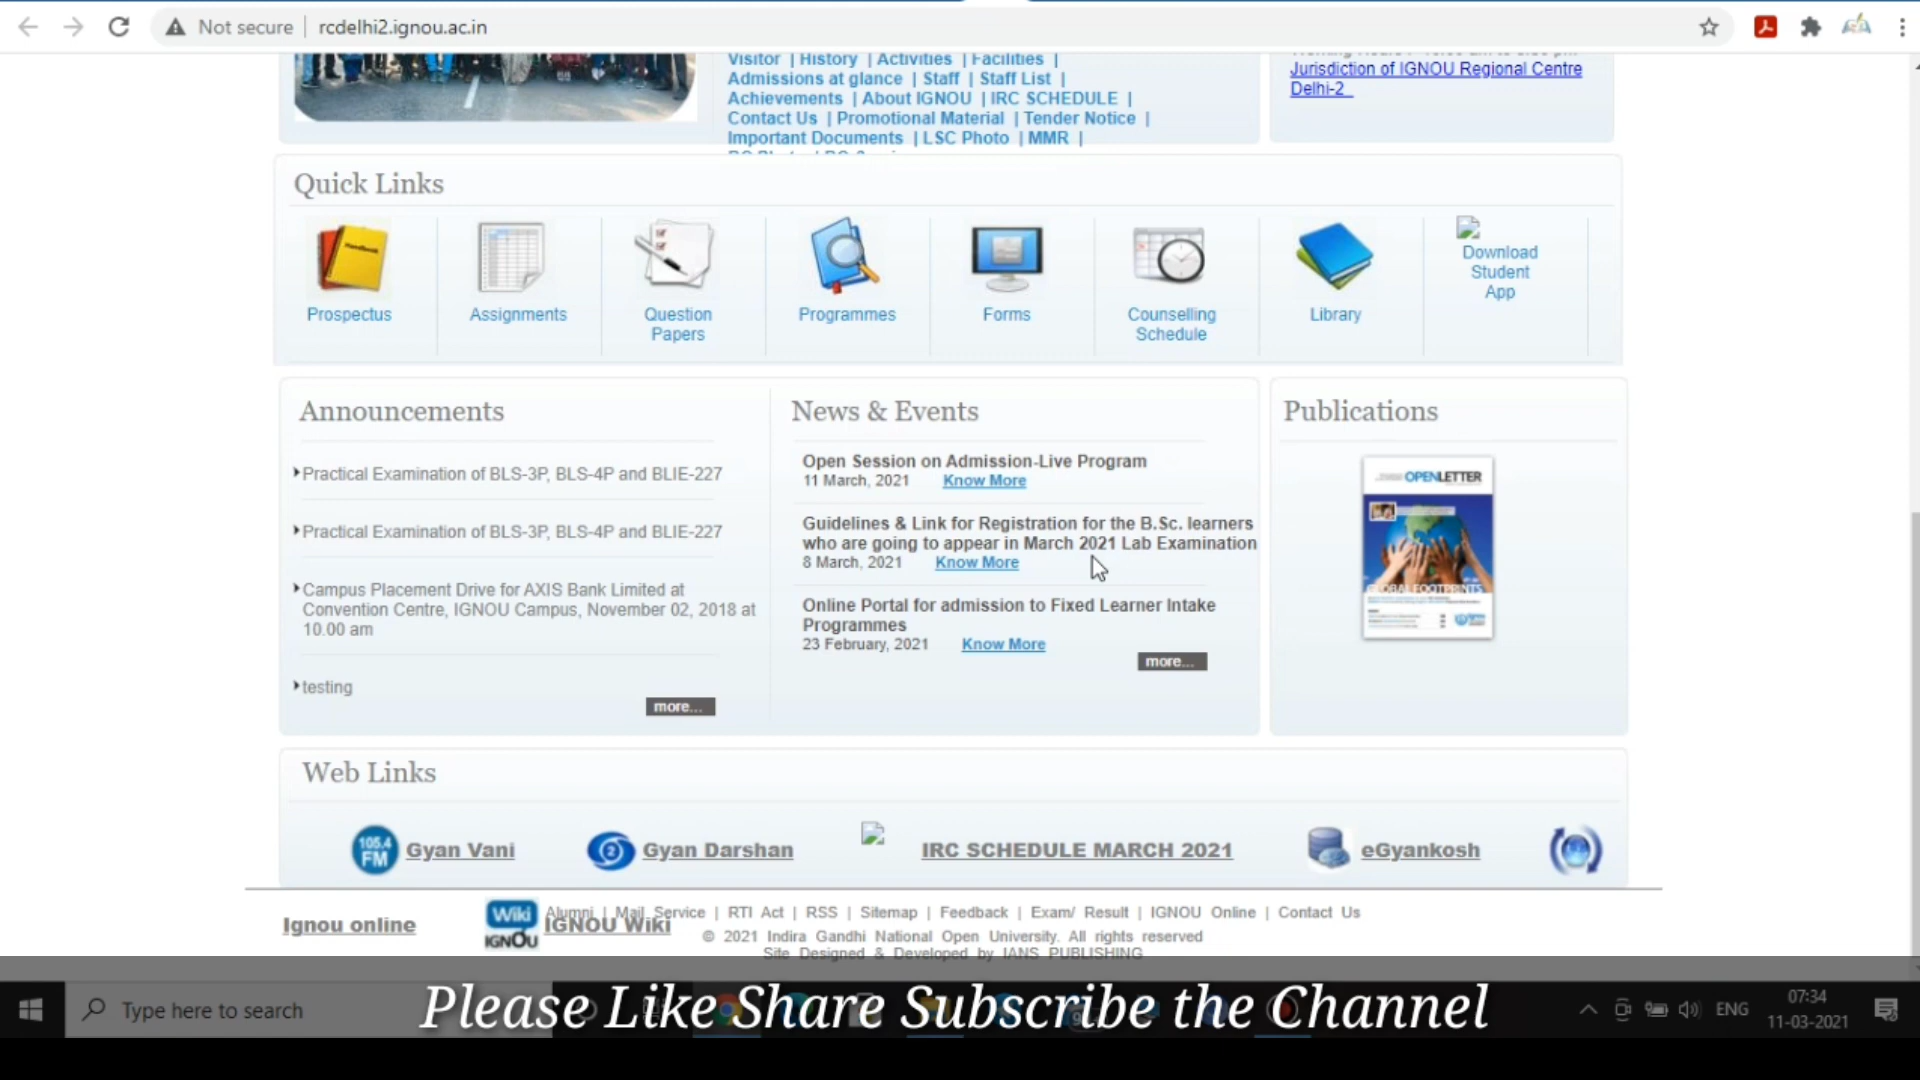 Not secure
rcdelhi2.ignou.ac.in
Visitor | History | Activities | Facilities |
Admissions at glance | Staff | Staff List |
Achievements | About IGNOU | IRC SCHEDULE |
Contact Us | Promotional Material | Tender Notice |
Important Documents | LSC Photo | MMR |
Jurisdiction of IGNOU Regional Centre
Delhi-2
Quick Links
Handbook
Prospectus
Assignments
Question
Papers
Programmes
Forms
Counselling
Schedule
Library
Download
Student
App
Announcements
Practical Examination of BLS-3P, BLS-4P and BLIE-227
Practical Examination of BLS-3P, BLS-4P and BLIE-227
Campus Placement Drive for AXIS Bank Limited at
Convention Centre, IGNOU Campus, November 02, 2018 at
10.00 am
testing
more...
News & Events
Open Session on Admission-Live Program
11 March, 2021 Know More
Guidelines & Link for Registration for the B.Sc. learners
who are going to appear in March 2021 Lab Examination
8 March, 2021 Know More
Online Portal for admission to Fixed Learner Intake
Programmes
23 February, 2021 Know More
more...
Publications
OPENLETTER
GLOBAL FOOTPRINTS
Web Links
105.4
FM
Gyan Vani
2
Gyan Darshan
IRC SCHEDULE MARCH 2021
eGyankosh
Ignou online
Wiki
IGNOU
IGNOU Wiki
Alumni | Mail Service | RTI Act | RSS | Sitemap | Feedback | Exam/ Result | IGNOU Online | Contact Us
© 2021 Indira Gandhi National Open University. All rights reserved
Site Designed & Developed by IANS PUBLISHING
Please Like Share Subscribe the Channel
Type here to search
ENG
07:34
11-03-2021